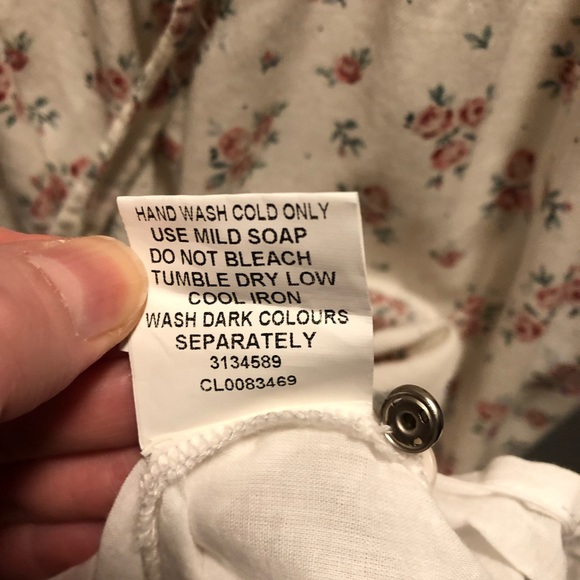 HAND WASH COLD ONLY
USE MILD SOAP
DO NOT BLEACH
TUMBLE DRY LOW
COOL IRON
WASH DARK COLOURS
SEPARATELY
3134589
CL0083469